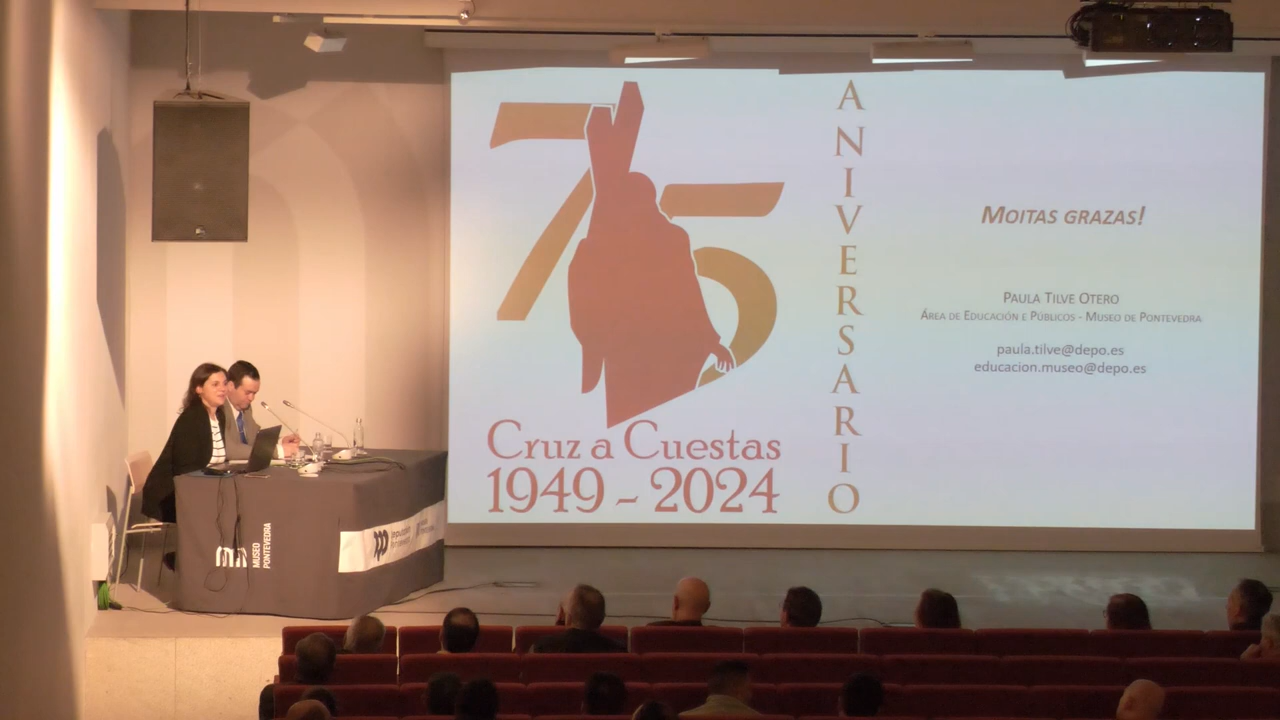 75
ANIVERSARIO
Cruz a Cuestas
1949 - 2024
MOITAS GRAZAS!
PAULA TILVE OTERO
ÁREA DE EDUCACIÓN E PÚBLICOS - MUSEO DE PONTEVEDRA
paula.tilve@depo.es
educacion.museo@depo.es
MUSEO
PONTEVEDRA